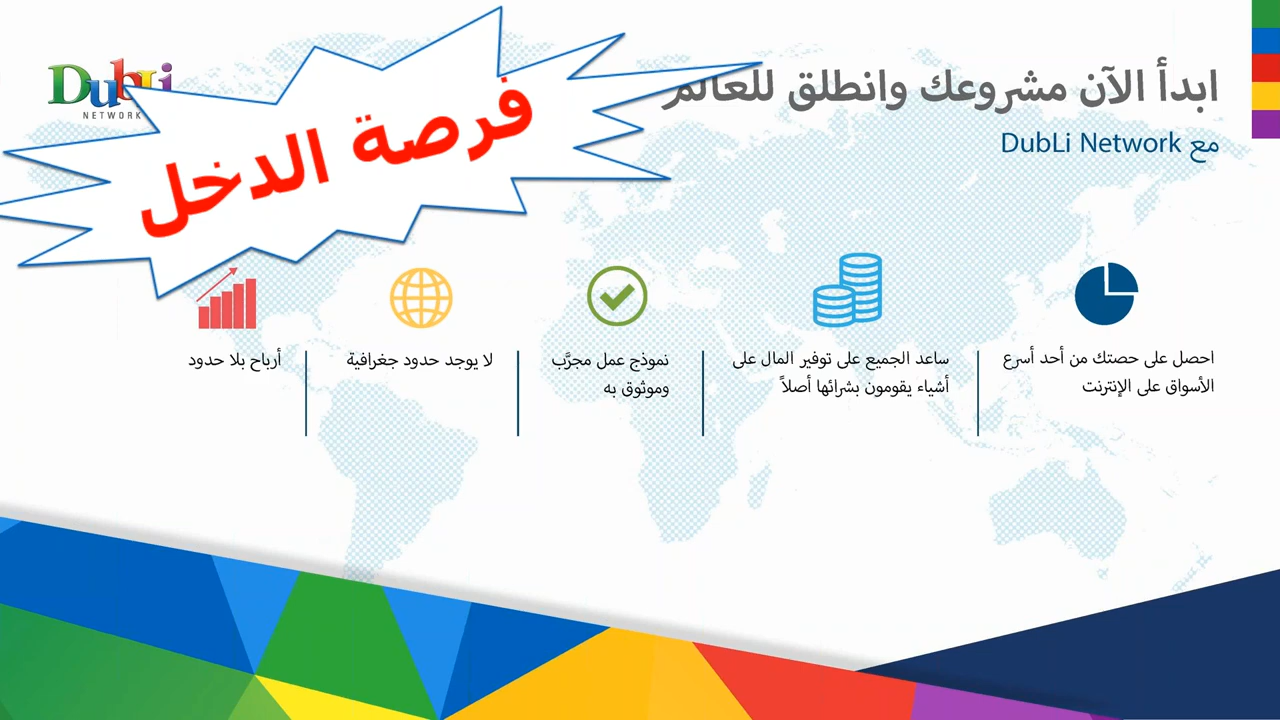 DubLi
NETWORK
فرصة الدخل
ابدأ الآن مشروعك وانطلق للعالم
مع DubLi Network
احصل على حصتك من أحد أسرع
الأسواق على الإنترنت
ساعد الجميع على توفير المال على
أشياء يقومون بشرائها أصلاً
نموذج عمل مجرَّب
وموثوق به
لا يوجد حدود جغرافية
أرباح بلا حدود